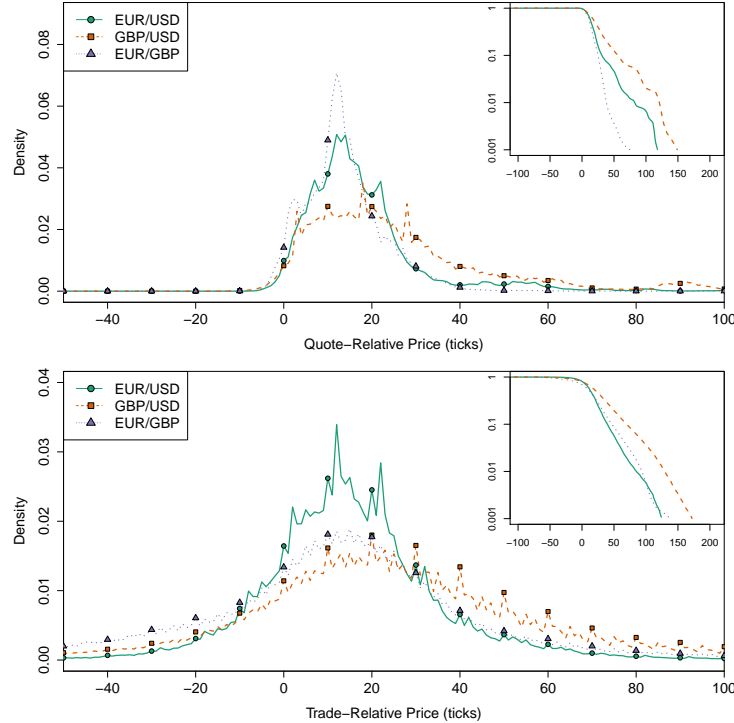 EUR/USD
GBP/USD
EUR/GBP
0.08
0.06
0.04
0.02
0.00
Density
1
0.1
0.01
0.001
−100 −50 0 50 100 150 200
−40 −20 0 20 40 60 80 100
Quote−Relative Price (ticks)
EUR/USD
GBP/USD
EUR/GBP
0.04
0.03
0.02
0.01
0.00
Density
1
0.1
0.01
0.001
−100 −50 0 50 100 150 200
−40 −20 0 20 40 60 80 100
Trade−Relative Price (ticks)